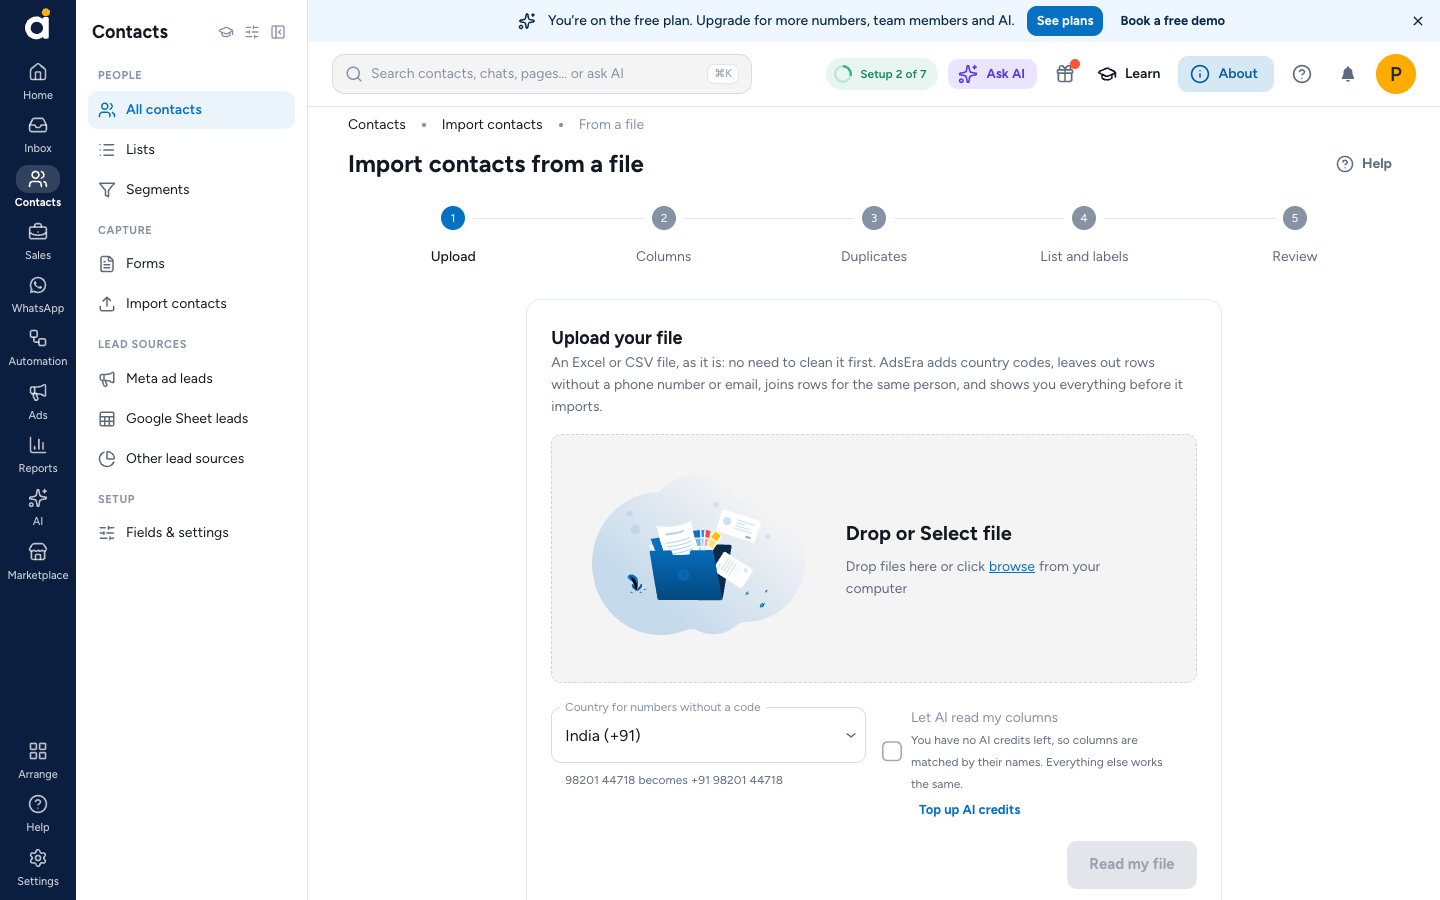 You're on the free plan. Upgrade for more numbers, team members and AI.
See plans
Book a free demo
Home
Inbox
Contacts
Sales
WhatsApp
Automation
Ads
Reports
AI
Marketplace
Arrange
Help
Settings
Contacts
PEOPLE
All contacts
Lists
Segments
CAPTURE
Forms
Import contacts
LEAD SOURCES
Meta ad leads
Google Sheet leads
Other lead sources
SETUP
Fields & settings
Search contacts, chats, pages... or ask AI
⌘K
Setup 2 of 7
Ask AI
Learn
About
P
Contacts • Import contacts • From a file
Import contacts from a file
Help
1
2
3
4
5
Upload
Columns
Duplicates
List and labels
Review
Upload your file
An Excel or CSV file, as it is: no need to clean it first. AdsEra adds country codes, leaves out rows
without a phone number or email, joins rows for the same person, and shows you everything before it
imports.
Drop or Select file
Drop files here or click browse from your
computer
Country for numbers without a code
India (+91)
98201 44718 becomes +91 98201 44718
Let AI read my columns
You have no AI credits left, so columns are
matched by their names. Everything else works
the same.
Top up AI credits
Read my file